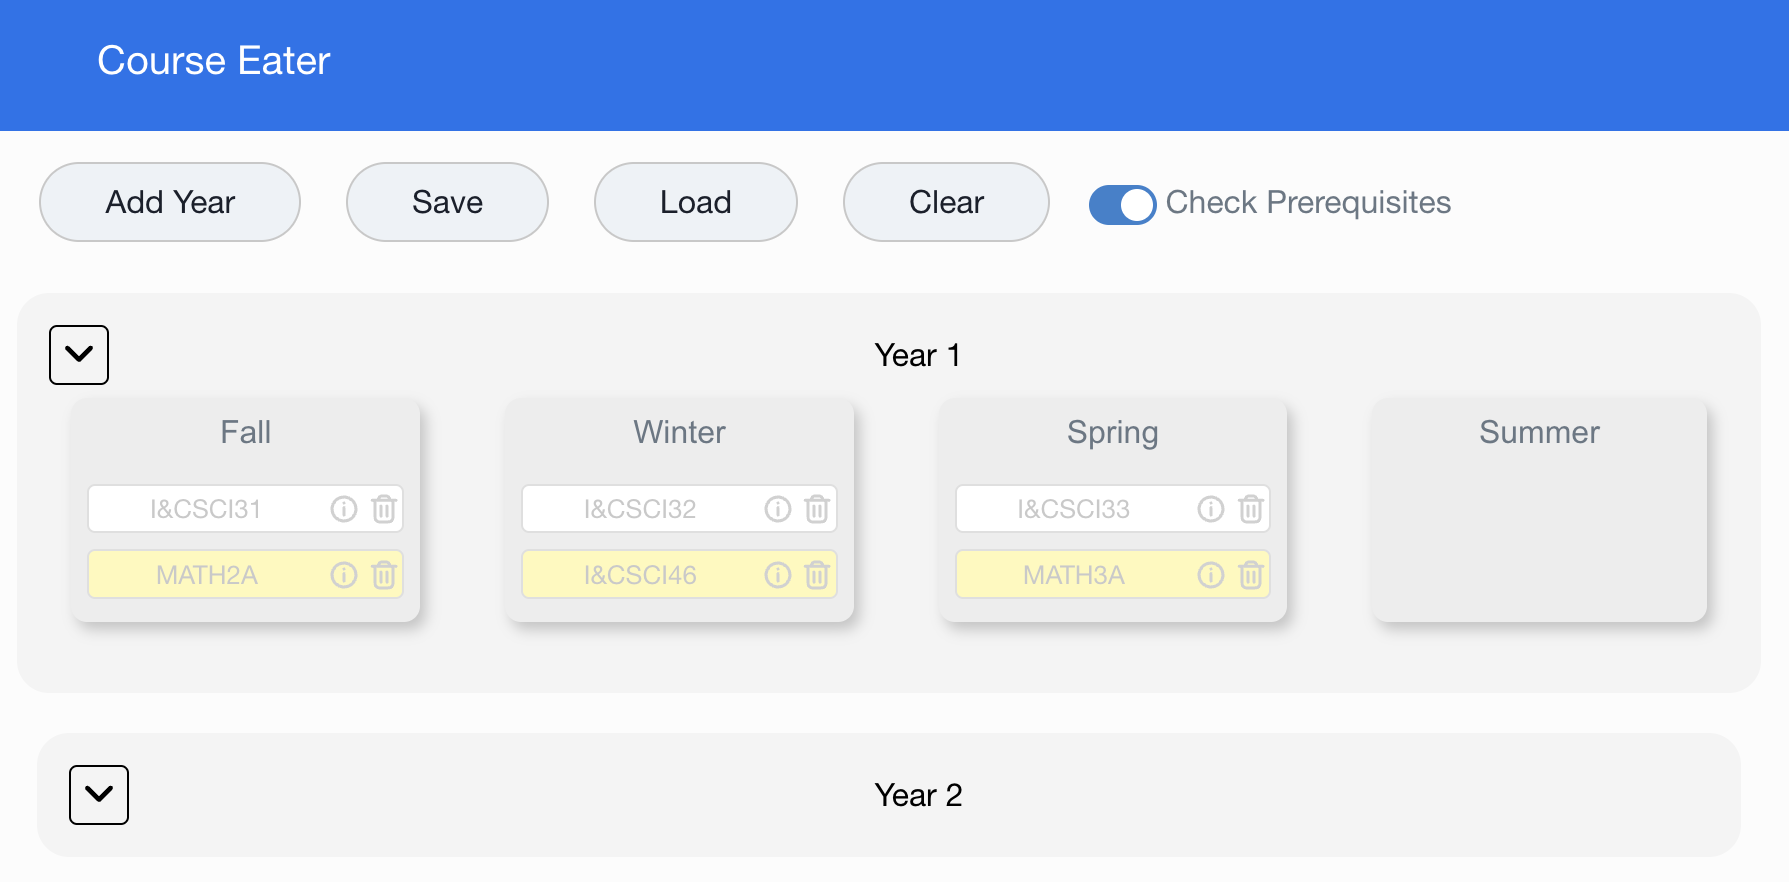 Course Eater
Add Year
Save
Load
Clear
Check Prerequisites
Year 1
Fall
I&CSCI31
MATH2A
Winter
I&CSCI32
I&CSCI46
Spring
I&CSCI33
MATH3A
Summer
Year 2